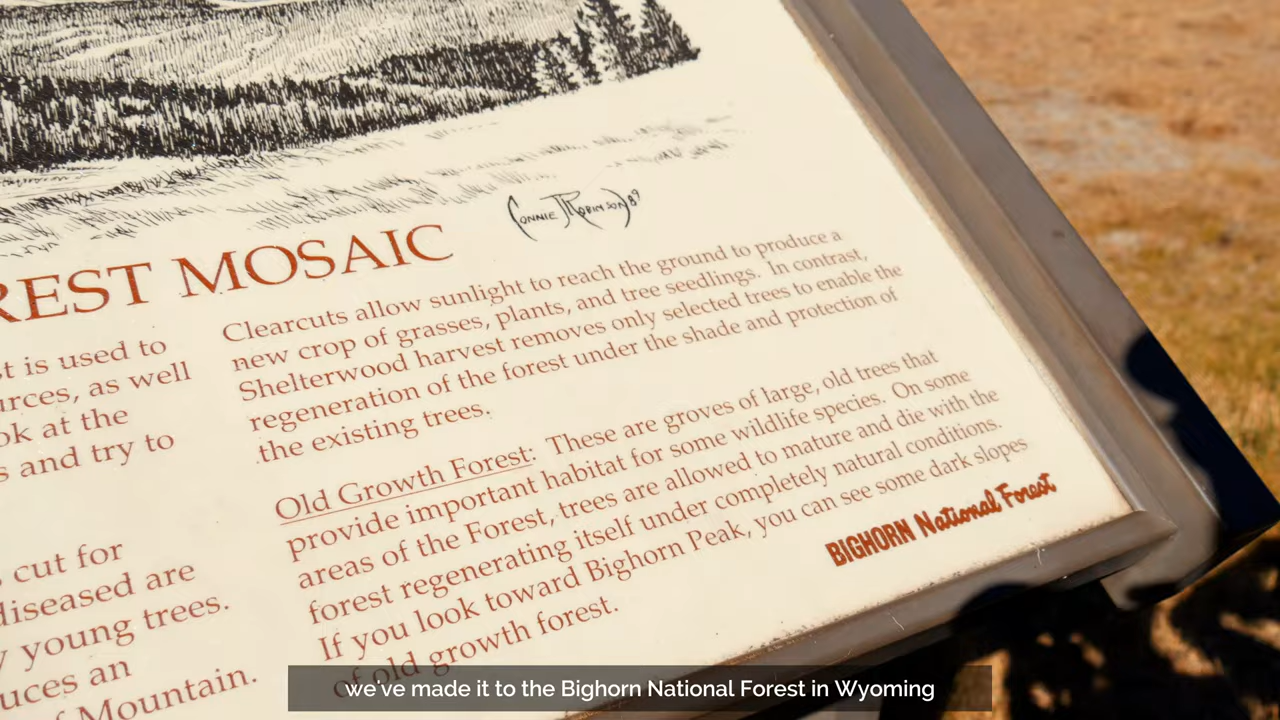 Connie J Robinson 89
REST MOSAIC
t is used to
urces, as well
ok at the
s and try to
cut for
diseased are
y young trees.
uces an
f Mountain.
Clearcuts allow sunlight to reach the ground to produce a
new crop of grasses, plants, and tree seedlings. In contrast,
Shelterwood harvest removes only selected trees to enable the
regeneration of the forest under the shade and protection of
the existing trees.
Old Growth Forest: These are groves of large, old trees that
provide important habitat for some wildlife species. On some
areas of the Forest, trees are allowed to mature and die with the
forest regenerating itself under completely natural conditions.
If you look toward Bighorn Peak, you can see some dark slopes
of old growth forest.
BIGHORN National Forest
we've made it to the Bighorn National Forest in Wyoming